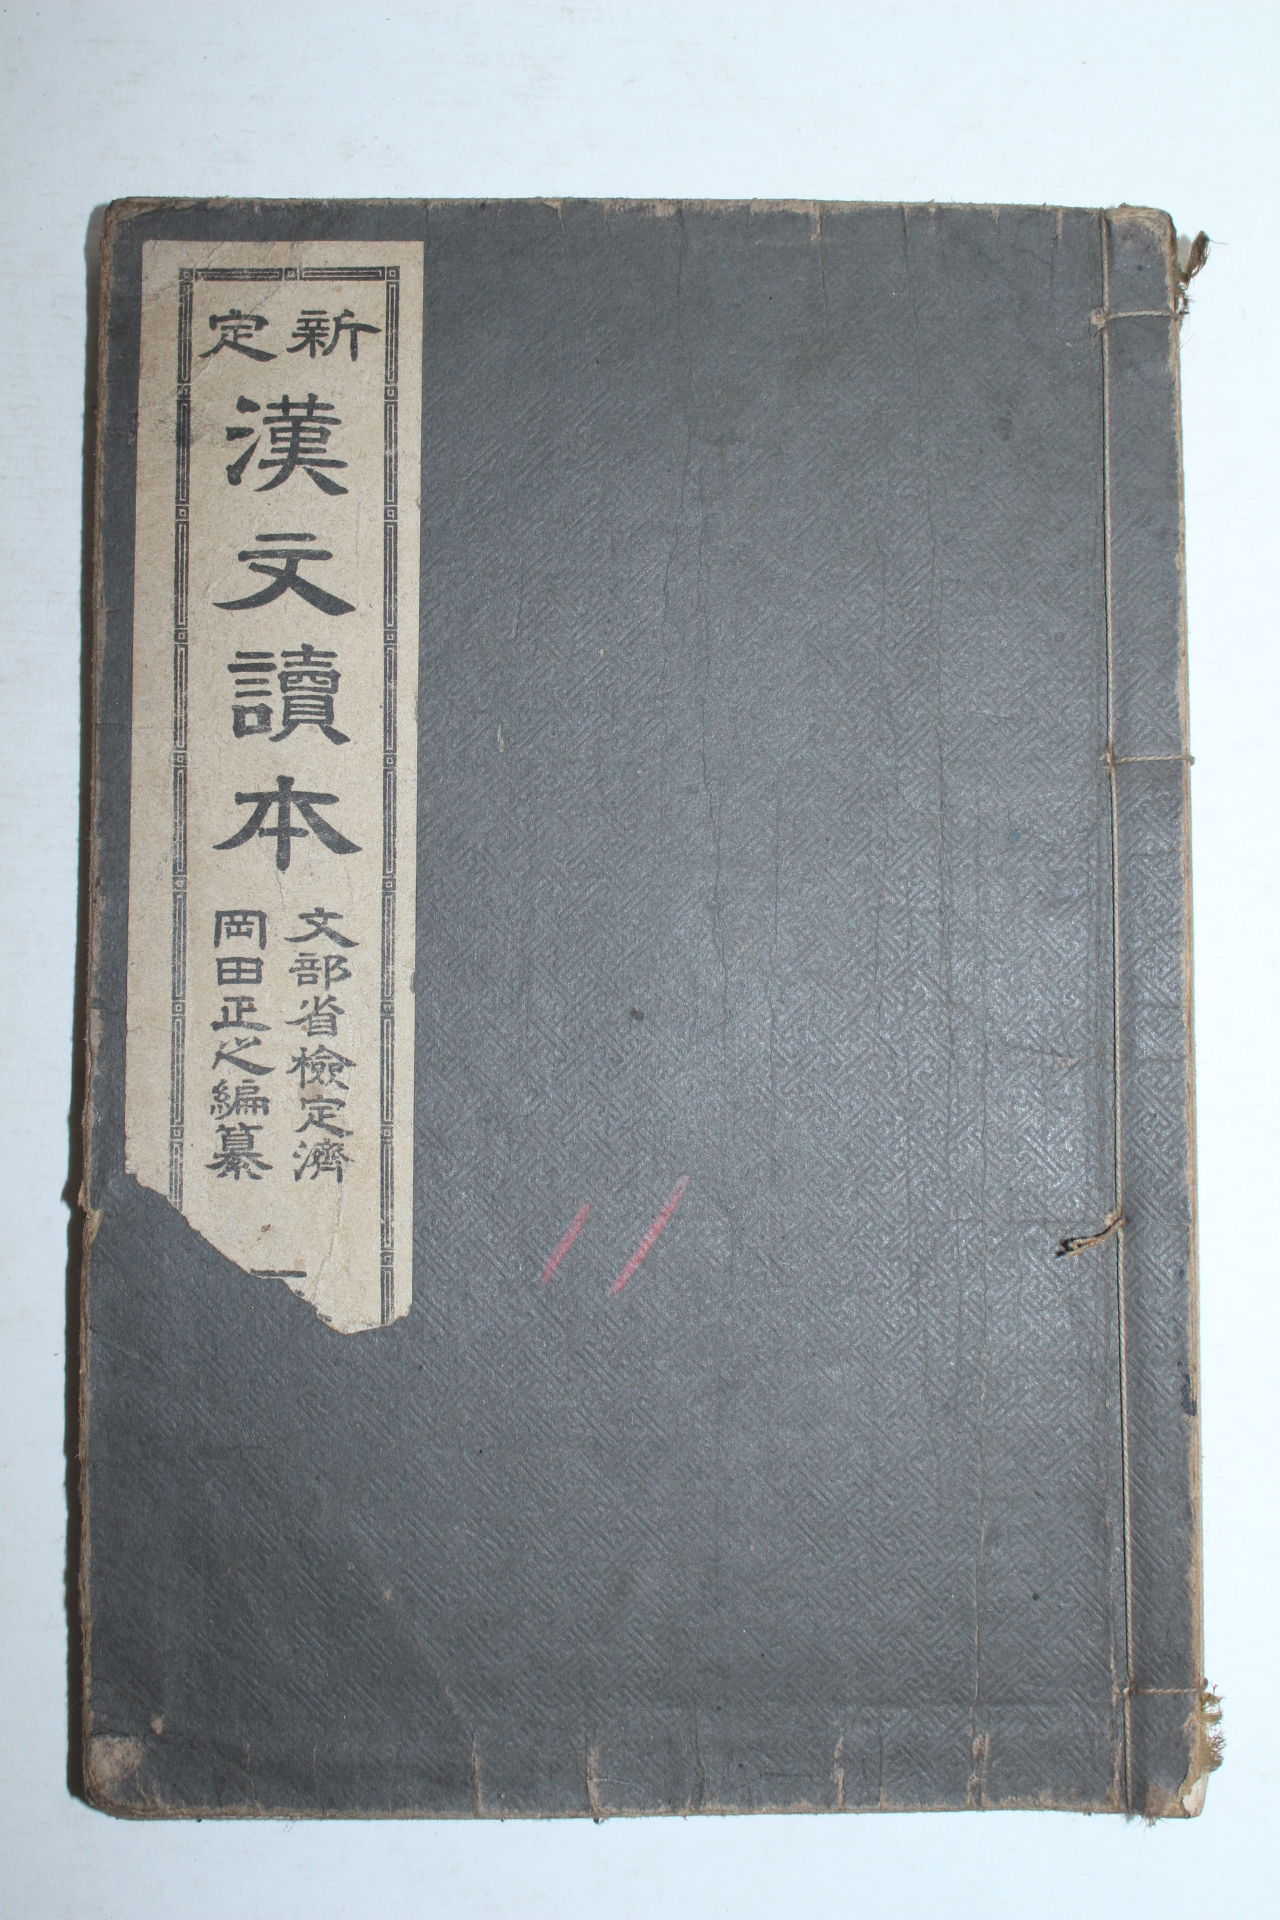 新定
漢文讀本
文部省檢定濟
岡田正之編纂